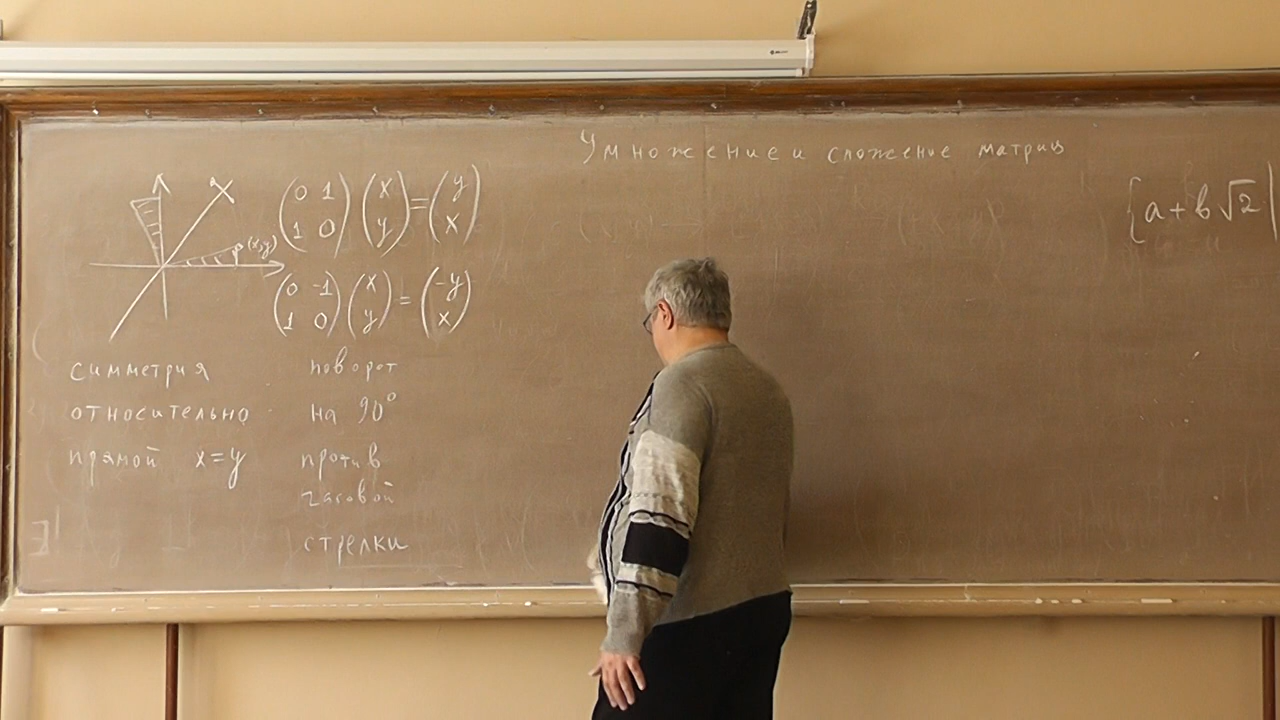 Умножение и сложение матриц
(x,y)
(0 1
1 0) (x
y) = (y
x)
(0 -1
1 0) (x
y) = (-y
x)
симметрия
относительно
прямой x=y
поворот
на 90°
против
часовой
стрелки
{a+b√2|